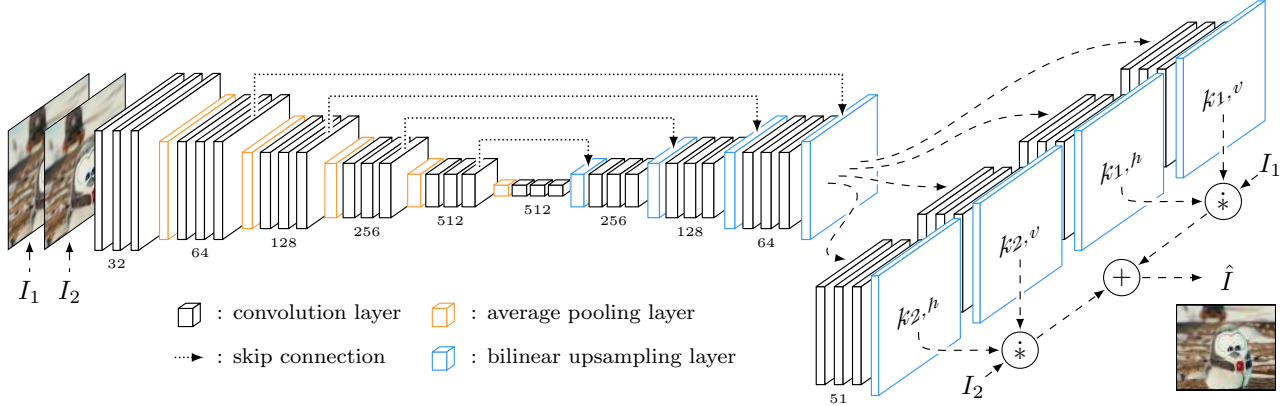 32
64
128
256
512
512
256
128
64
51
I₁
I₂
k₁,ᵥ
k₁,ₕ
k₂,ᵥ
k₂,ₕ
*̇
I₁
+
Î
*̇
I₂
: convolution layer
: average pooling layer
: skip connection
: bilinear upsampling layer